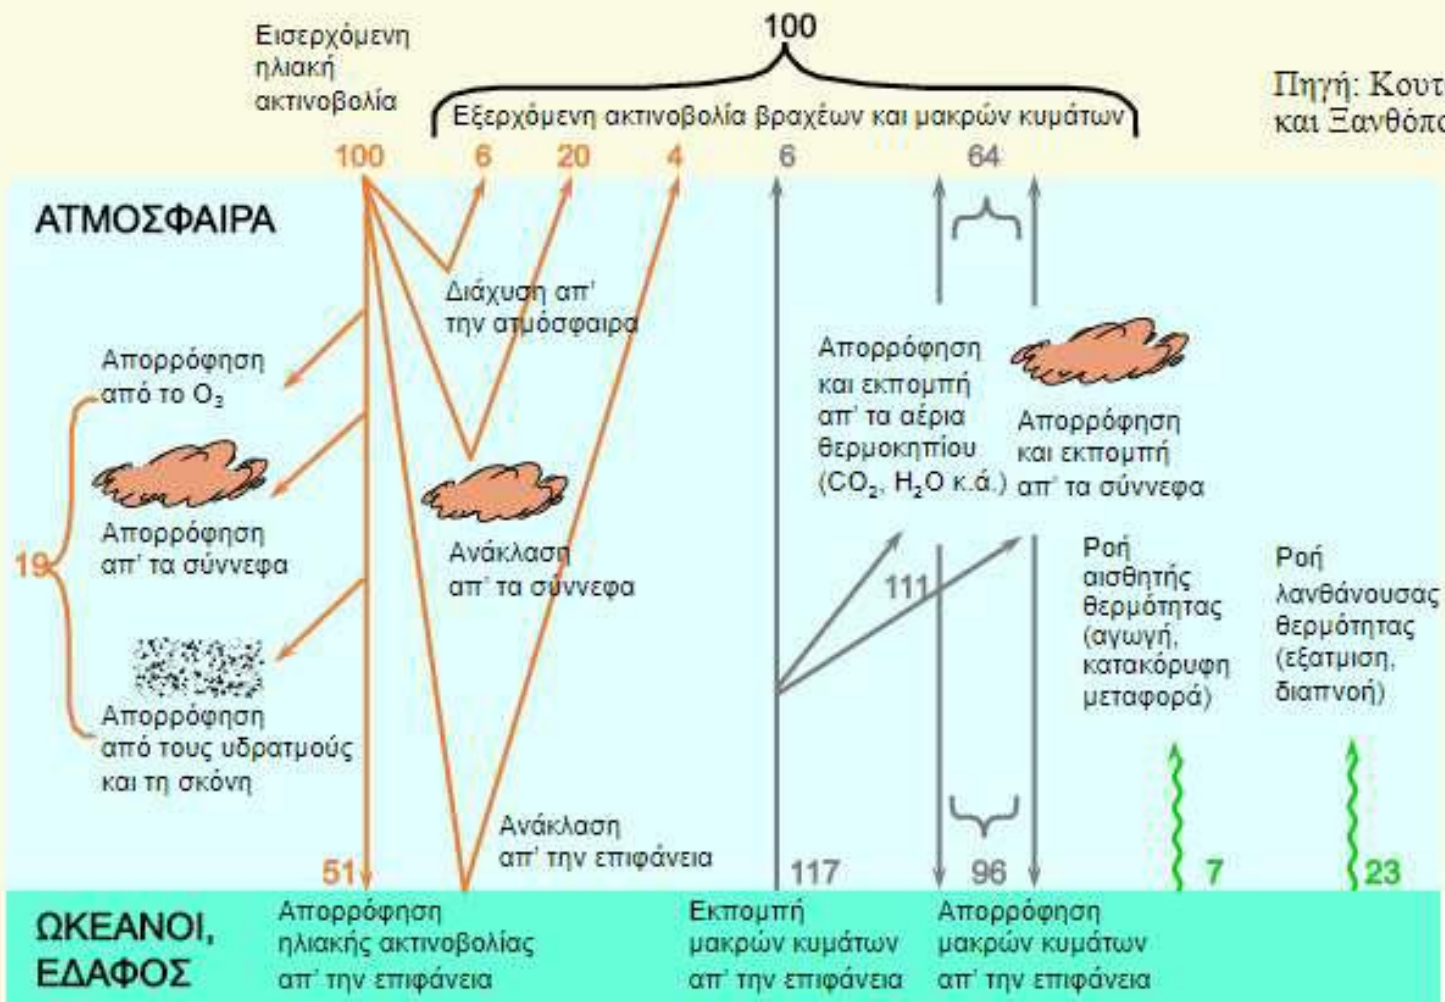 100
Εισερχόμενη
ηλιακή
ακτινοβολία
Εξερχόμενη ακτινοβολία βραχέων και μακρών κυμάτων
Πηγή:
και
100 6 20 4 6 64
ΑΤΜΟΣΦΑΙΡΑ
Διάχυση απ'
την ατμόσφαιρα
Απορρόφηση
από το O₃
Απορρόφηση
απ' τα σύννεφα
19
Απορρόφηση
από τους υδρατμούς
και τη σκόνη
Ανάκλαση
απ' τα σύννεφα
Ανάκλαση
απ' την επιφάνεια
Απορρόφηση
και εκπομπή
απ' τα αέρια
θερμοκηπίου
(CO₂, H₂O κ.ά.)
Απορρόφηση
και εκπομπή
απ' τα σύννεφα
111
Ροή
αισθητής
θερμότητας
(αγωγή,
κατακόρυφη
μεταφορά)
Ροή
λανθάνουσας
θερμότητας
(εξατμιση,
διαπνοή)
51 117 96 7 23
ΩΚΕΑΝΟΙ,
ΕΔΑΦΟΣ
Απορρόφηση
ηλιακής ακτινοβολίας
απ' την επιφάνεια
Εκπομπή
μακρών κυμάτων
απ' την επιφάνεια
Απορρόφηση
μακρών κυμάτων
απ' την επιφάνεια